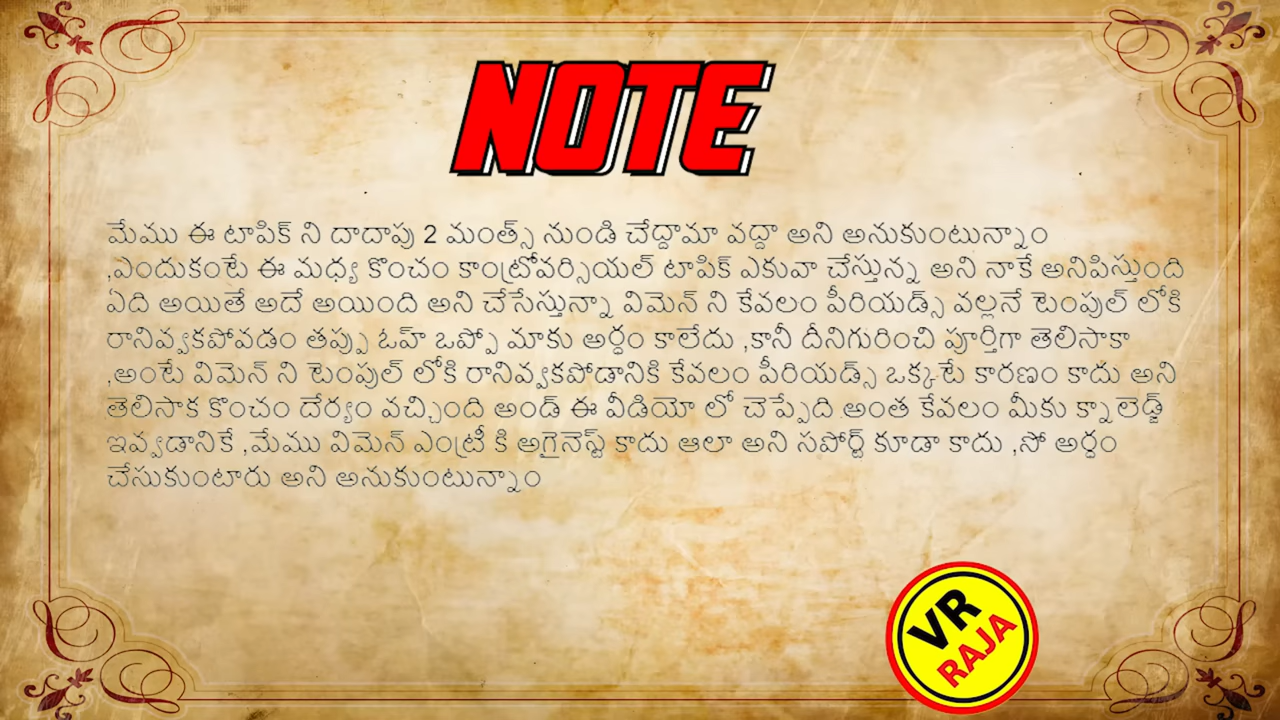 NOTE
మేము ఈ టాపిక్ ని దాదాపు 2 మంత్స్ నుండి చేద్దామా వద్దా అని అనుకుంటున్నాం
,ఎందుకంటే ఈ మధ్య కొంచం కాంట్రోవర్సియల్ టాపిక్ ఎకువా చేస్తున్న అని నాకే అనిపిస్తుంది
ఏది అయితే అదే అయింది అని చేసేస్తున్నా విమెన్ ని కేవలం పీరియడ్స్ వల్లనే టెంపుల్ లోకి
రానివ్వకపోవడం తప్పు ఓహ్ ఒప్పో మాకు అర్ధం కాలేదు ,కానీ దీనిగురించి పూర్తిగా తెలిసాకా
,అంటే విమెన్ ని టెంపుల్ లోకి రానివ్వకపోడానికి కేవలం పీరియడ్స్ ఒక్కటే కారణం కాదు అని
తెలిసాక కొంచం దేర్యం వచ్చింది అండ్ ఈ వీడియో లో చెప్పేది అంత కేవలం మీకు క్నాలెడ్జ్
ఇవ్వడానికే ,మేము విమెన్ ఎంట్రీ కి అగైనెస్ట్ కాదు ఆలా అని సపోర్ట్ కూడా కాదు ,సో అర్ధం
చేసుకుంటారు అని అనుకుంటున్నాం
VR
RAJA